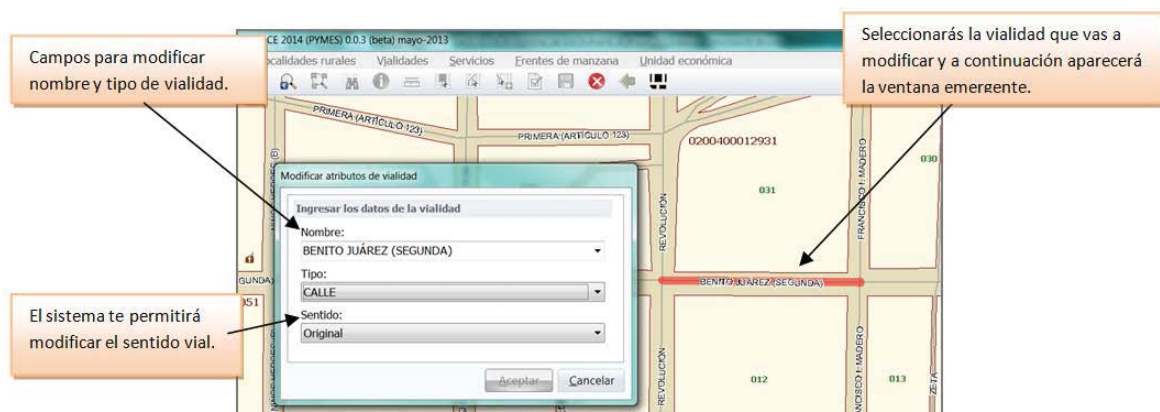 Campos para modificar
nombre y tipo de vialidad.
Seleccionarás la vialidad que vas a
modificar y a continuación aparecerá
la ventana emergente.
El sistema te permitirá
modificar el sentido vial.
CE 2014 (PYMES) 0.0.3 (beta) mayo-2013
ocalidades rurales Vialidades Servicios Frentes de manzana Unidad económica
PRIMERA (ARTÍCULO 123)
PRIMERA (ARTÍCULO 123)
0200400012931
030
031
REVOLUCIÓN
FRANCISCO I. MADERO
Modificar atributos de vialidad
Ingresar los datos de la vialidad
Nombre:
BENITO JUÁREZ (SEGUNDA)
Tipo:
CALLE
Sentido:
Original
Aceptar Cancelar
GUNDA)
051
BENITO JUÁREZ (SEGUNDA)
REVOLUCIÓN
012
NCISCO I. MADERO
013
ZETA